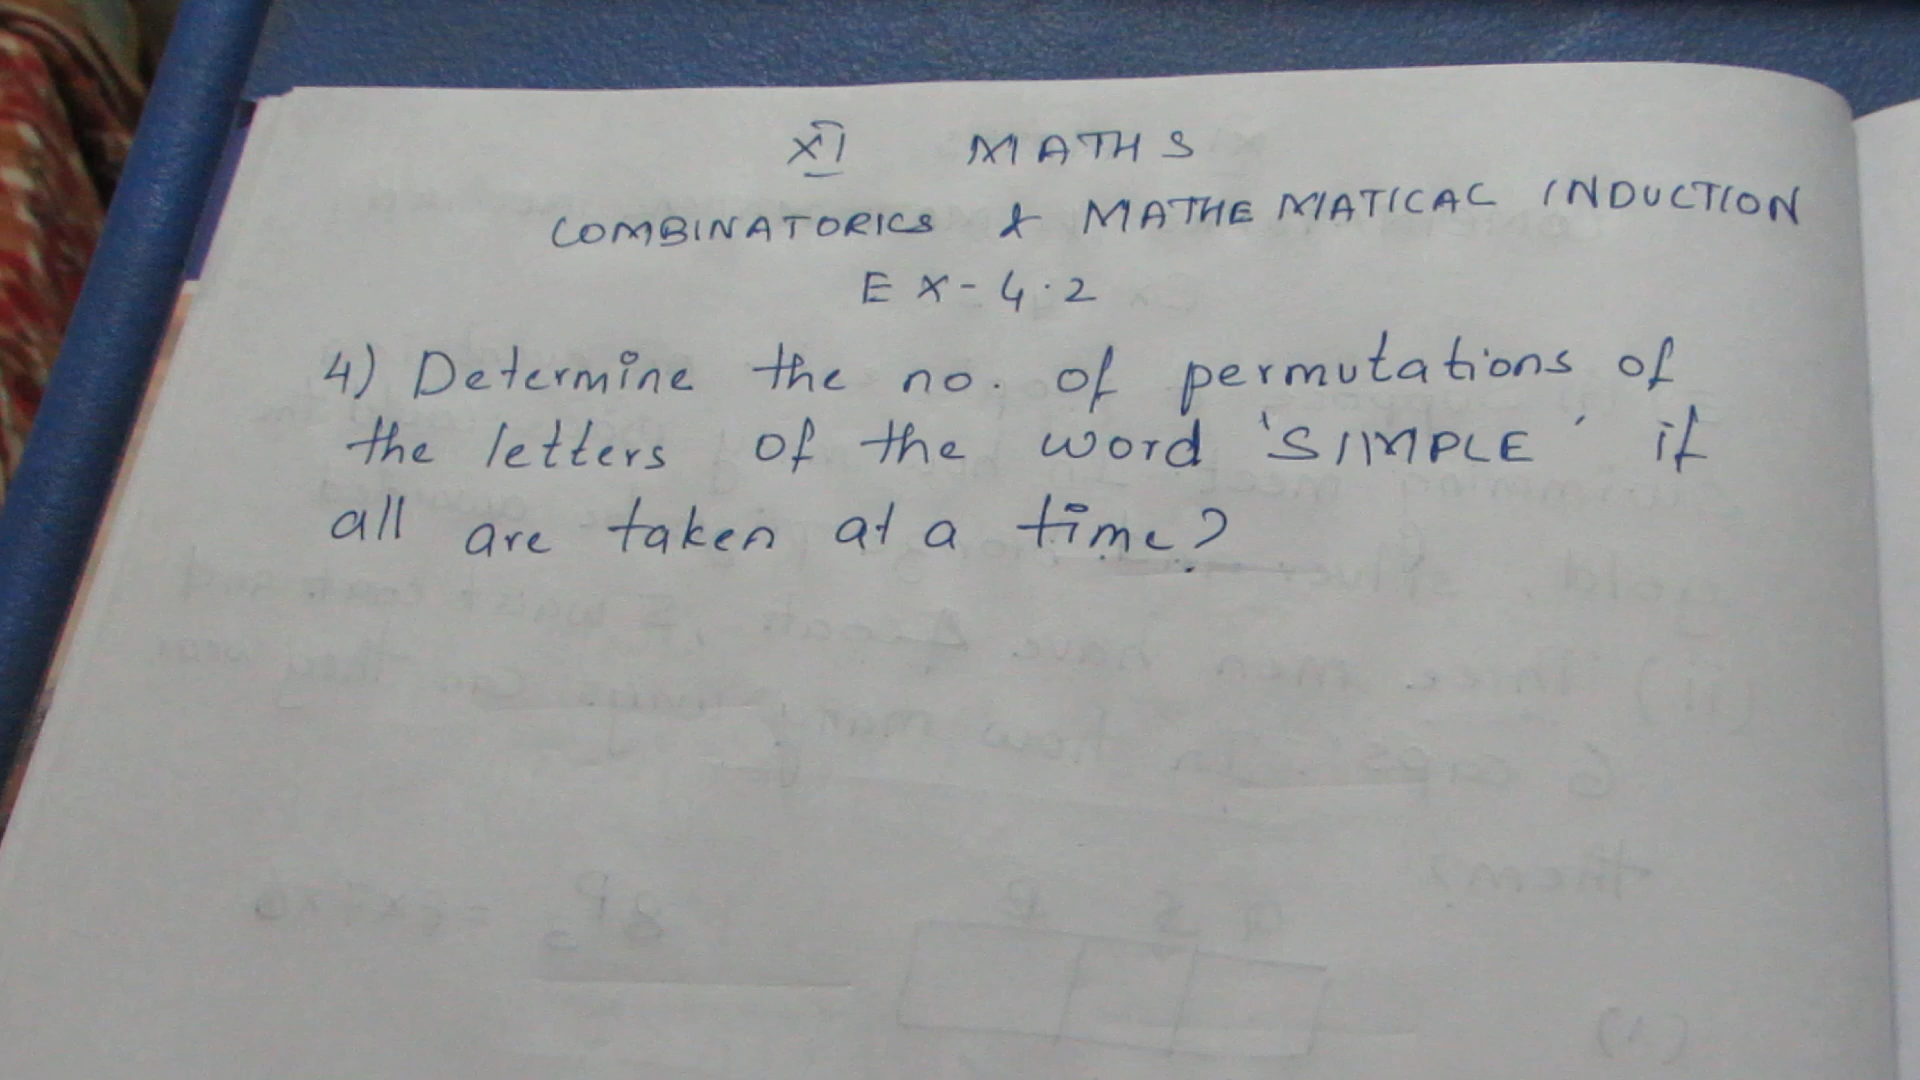 XI MATHS
COMBINATORICS & MATHEMATICAL INDUCTION
EX-4.2
4) Determine the no. of permutations of
the letters of the word 'SIMPLE' if
all are taken at a time?